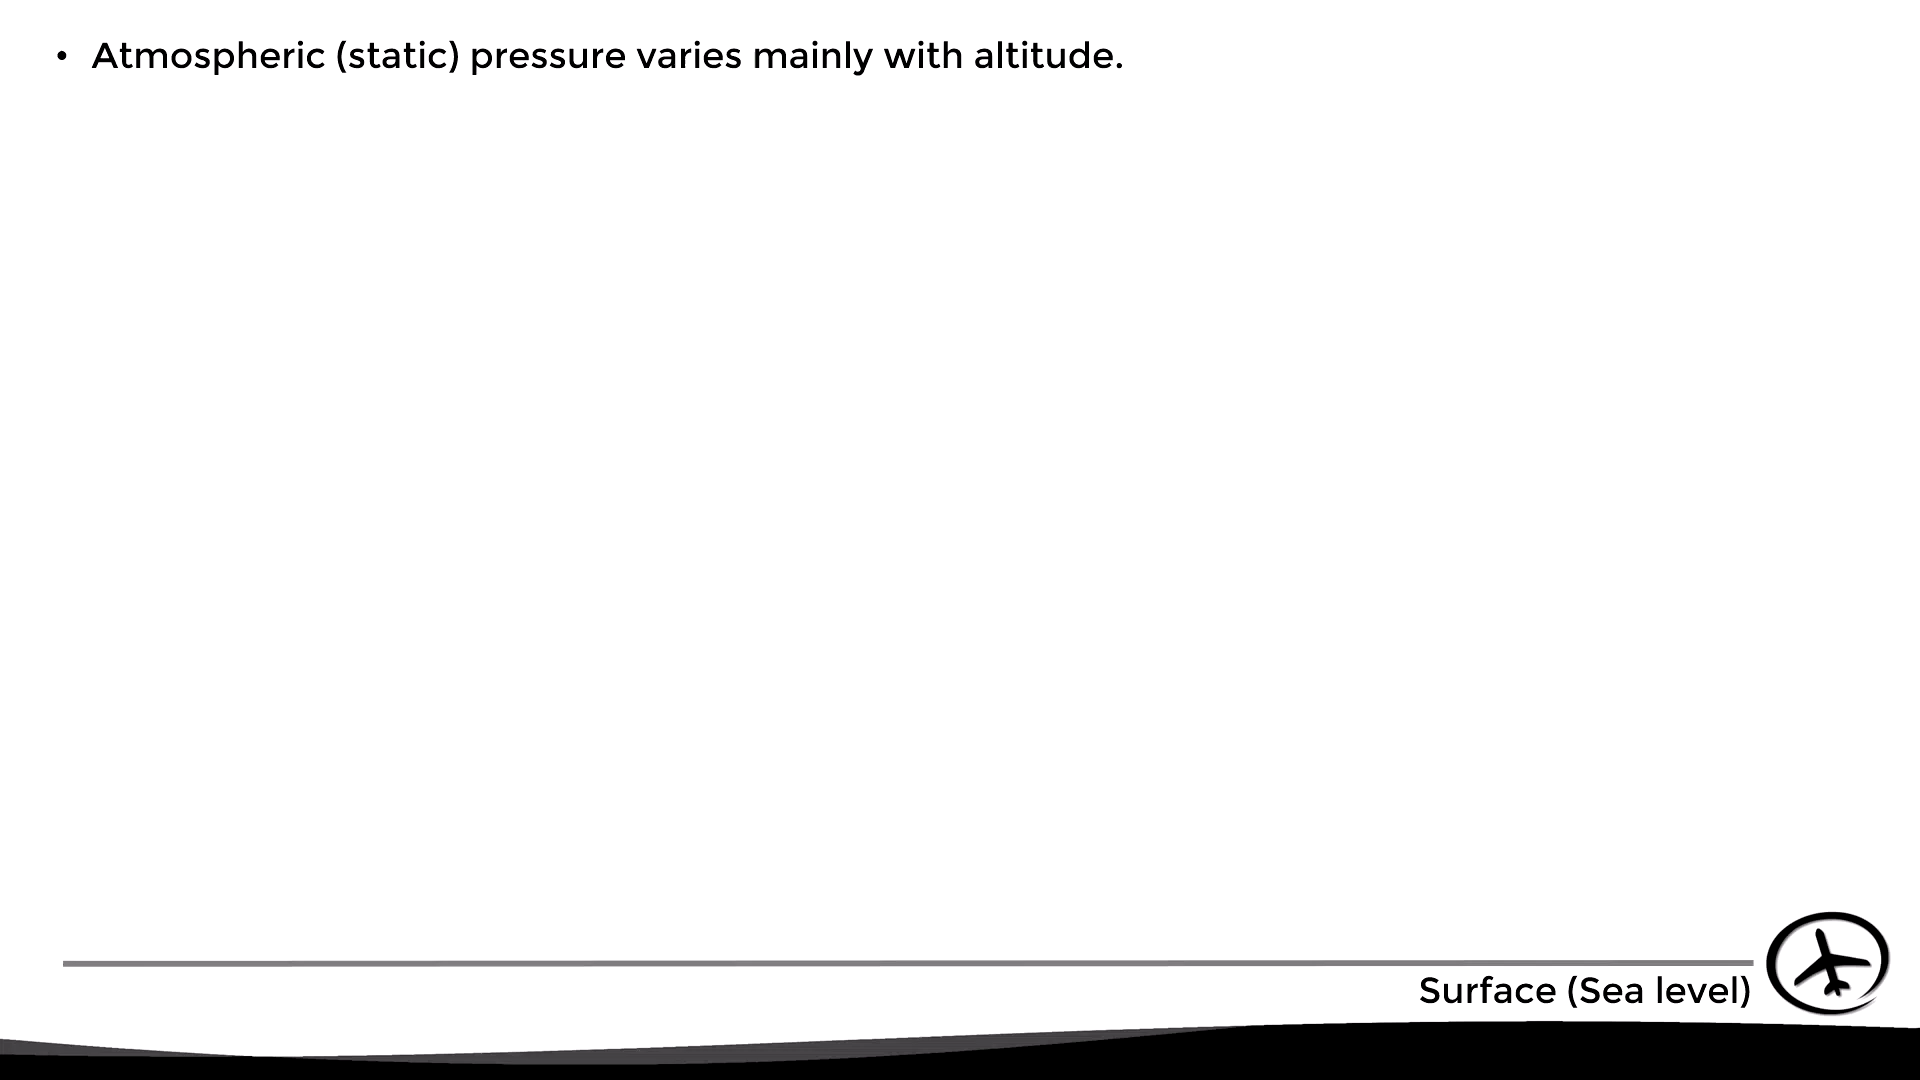 • Atmospheric (static) pressure varies mainly with altitude.
Surface (Sea level)